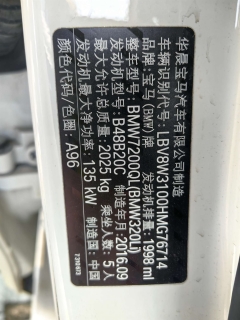 华晨宝马汽车有限公司制造
车辆识别代号: LBV8W3100HMG76714
品牌: 宝马 (BMW) 牌
发动机排量: 1998 ml
整车型号: BMW7200QL(BMW320Li)
发动机型号: B48B20C
制造年月: 2016.09
最大允许总质量: 2025 kg
乘坐人数: 5 人
发动机最大净功率: 135 kW
制造国: 中国
颜色代码/色圈: A96